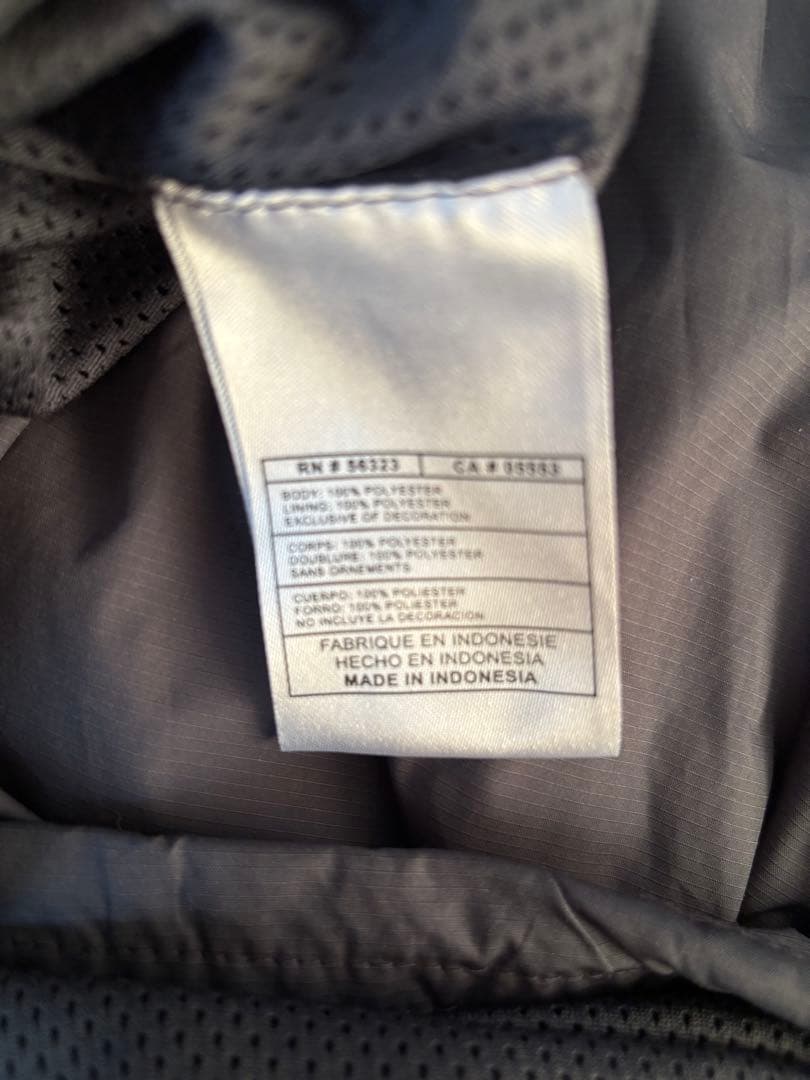 RN # 56323 CA # 05553
BODY: 100% POLYESTER
LINING: 100% POLYESTER
EXCLUSIVE OF DECORATION
CORPS: 100% POLYESTER
DOUBLURE: 100% POLYESTER
SANS ORNEMENTS
CUERPO: 100% POLIESTER
FORRO: 100% POLIESTER
NO INCLUYE LA DECORACION
FABRIQUE EN INDONESIE
HECHO EN INDONESIA
MADE IN INDONESIA